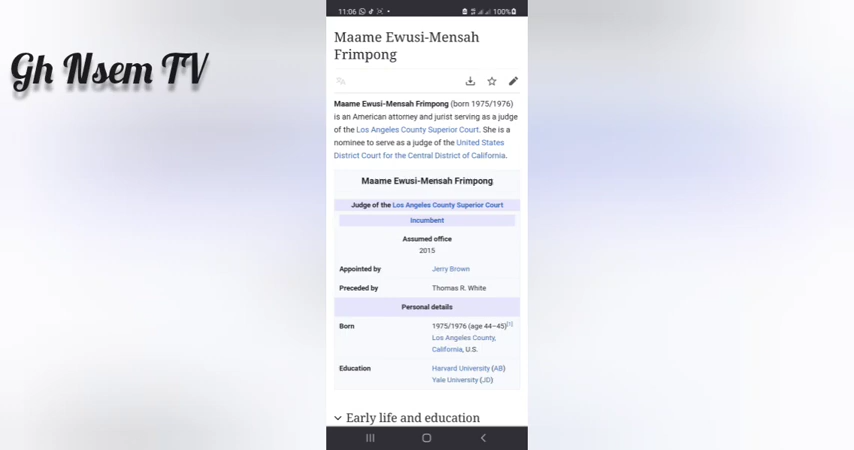 Gh Nsem TV
11:06
100%
Maame Ewusi-Mensah
Frimpong
Maame Ewusi-Mensah Frimpong (born 1975/1976)
is an American attorney and jurist serving as a judge
of the Los Angeles County Superior Court. She is a
nominee to serve as a judge of the United States
District Court for the Central District of California.
Maame Ewusi-Mensah Frimpong
Judge of the Los Angeles County Superior Court
Incumbent
Assumed office
2015
Appointed by Jerry Brown
Preceded by Thomas R. White
Personal details
Born 1975/1976 (age 44–45)[1]
Los Angeles County,
California, U.S.
Education Harvard University (AB)
Yale University (JD)
Early life and education